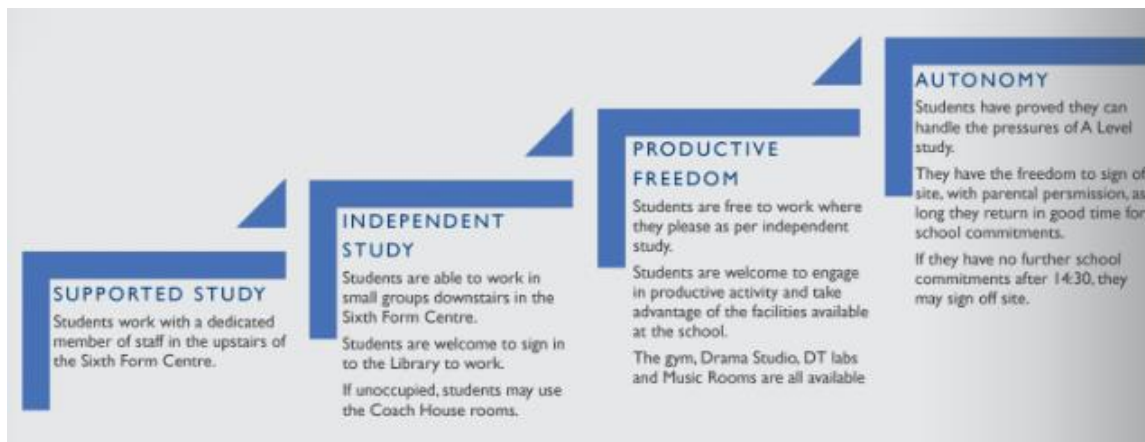 SUPPORTED STUDY
Students work with a dedicated
member of staff in the upstairs of
the Sixth Form Centre.
INDEPENDENT
STUDY
Students are able to work in
small groups downstairs in the
Sixth Form Centre.
Students are welcome to sign in
to the Library to work.
If unoccupied, students may use
the Coach House rooms.
PRODUCTIVE
FREEDOM
Students are free to work where
they please as per independent
study.
Students are welcome to engage
in productive activity and take
advantage of the facilities available
at the school.
The gym, Drama Studio, DT labs
and Music Rooms are all available
AUTONOMY
Students have proved they can
handle the pressures of A Level
study.
They have the freedom to sign of
site, with parental persmission, as
long they return in good time for
school commitments.
If they have no further school
commitments after 14:30, they
may sign off site.